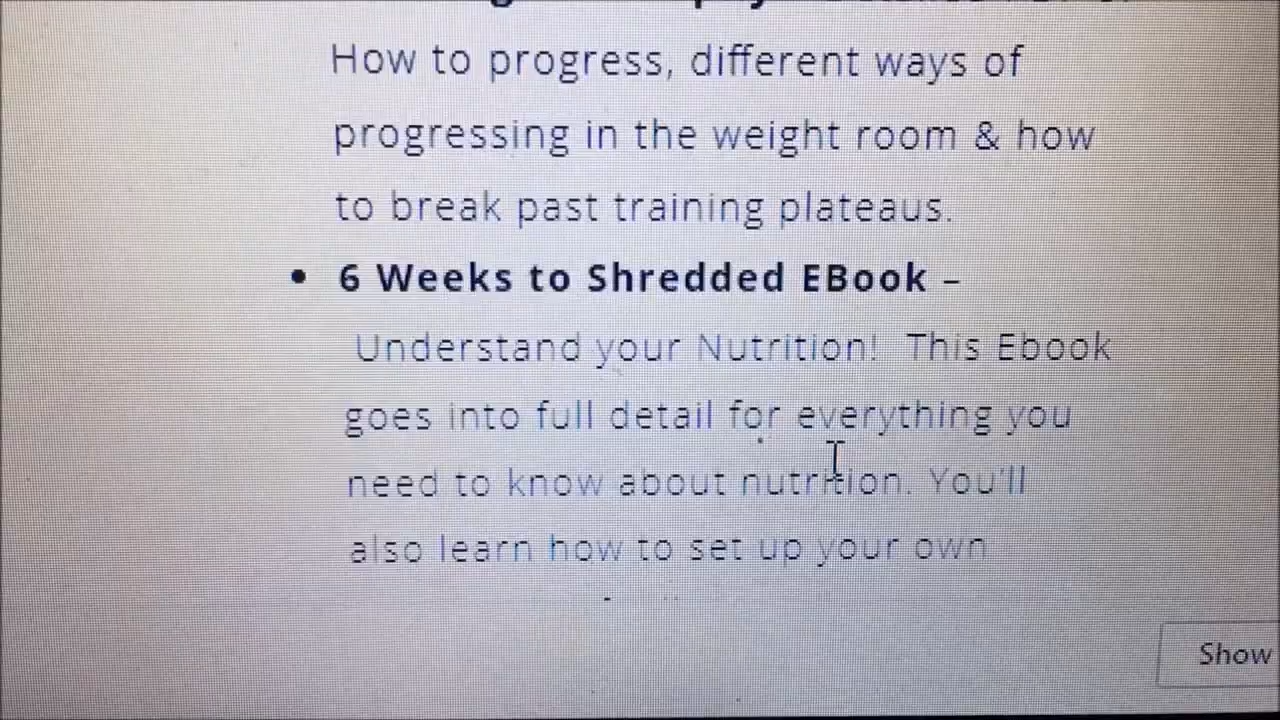 How to progress, different ways of
progressing in the weight room & how
to break past training plateaus.
• 6 Weeks to Shredded EBook –
Understand your Nutrition! This Ebook
goes into full detail for everything you
need to know about nutrition. You'll
also learn how to set up your own
Show